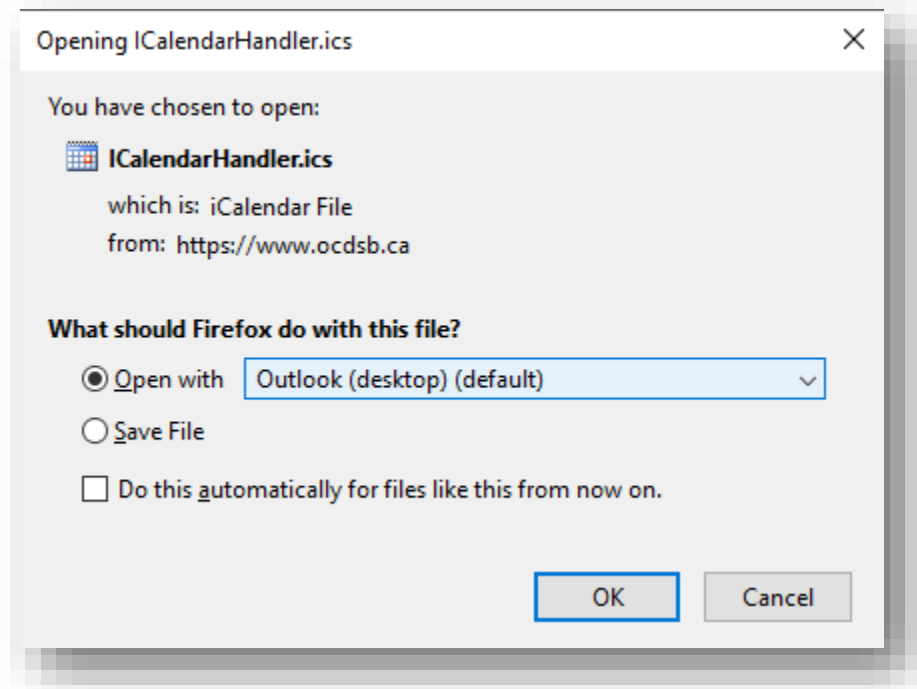 Opening ICalendarHandler.ics
You have chosen to open:
ICalendarHandler.ics
which is: iCalendar File
from: https://www.ocdsb.ca
What should Firefox do with this file?
Open with Outlook (desktop) (default)
Save File
Do this automatically for files like this from now on.
OK Cancel